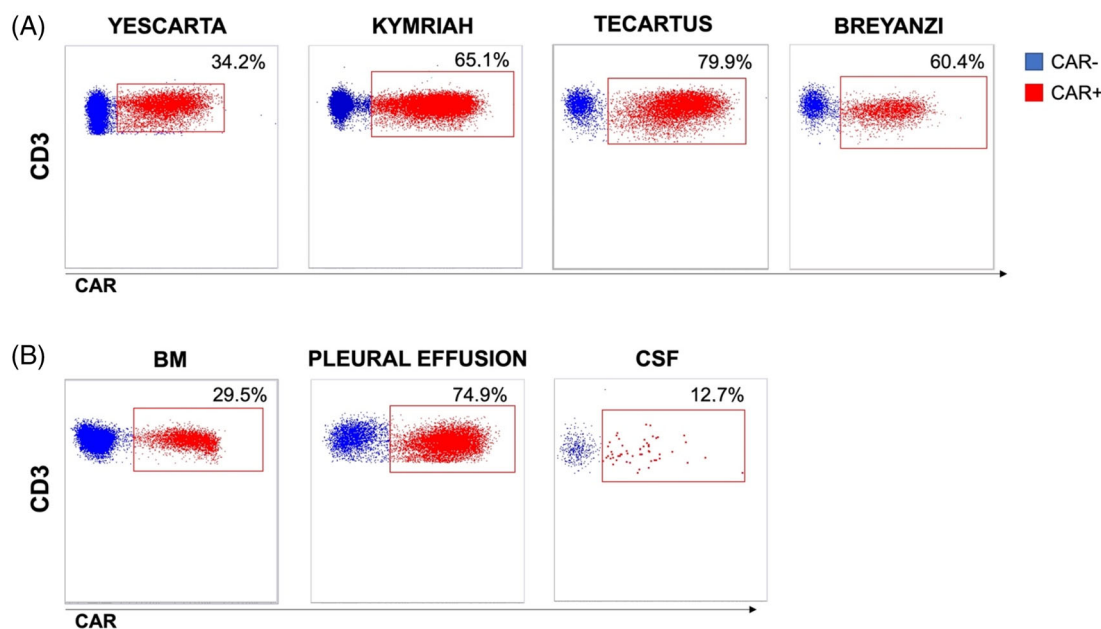 (A)
YESCARTA KYMRIAH TECARTUS BREYANZI
34.2% 65.1% 79.9% 60.4%
CAR-
CAR+
CD3
CAR
(B)
BM PLEURAL EFFUSION CSF
29.5% 74.9% 12.7%
CD3
CAR